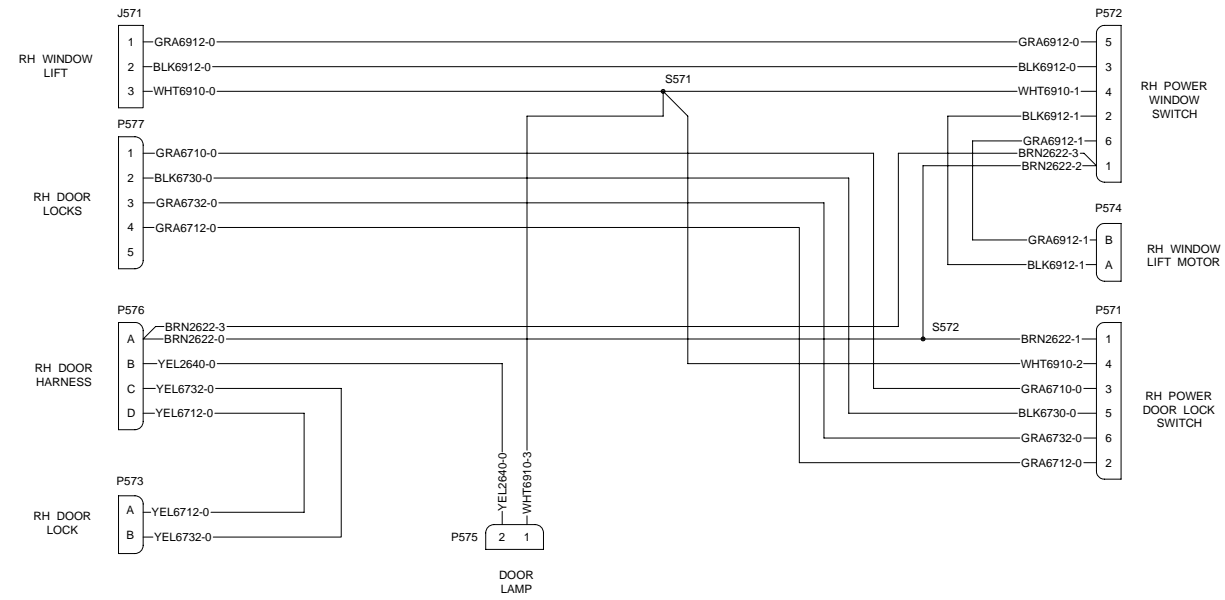 J571
RH WINDOW
LIFT
1 GRA6912-0
2 BLK6912-0
3 WHT6910-0
P577
RH DOOR
LOCKS
1 GRA6710-0
2 BLK6730-0
3 GRA6732-0
4 GRA6712-0
5
P576
RH DOOR
HARNESS
BRN2622-3
A BRN2622-0
B YEL2640-0
C YEL6732-0
D YEL6712-0
P573
RH DOOR
LOCK
A YEL6712-0
B YEL6732-0
S571
S572
YEL2640-0
WHT6910-3
P575 2 1
DOOR
LAMP
P572
GRA6912-0 5
BLK6912-0 3
WHT6910-1 4
BLK6912-1 2
GRA6912-1 6
BRN2622-3
BRN2622-2 1
RH POWER
WINDOW
SWITCH
P574
GRA6912-1 B
BLK6912-1 A
RH WINDOW
LIFT MOTOR
P571
BRN2622-1 1
WHT6910-2 4
GRA6710-0 3
BLK6730-0 5
GRA6732-0 6
GRA6712-0 2
RH POWER
DOOR LOCK
SWITCH